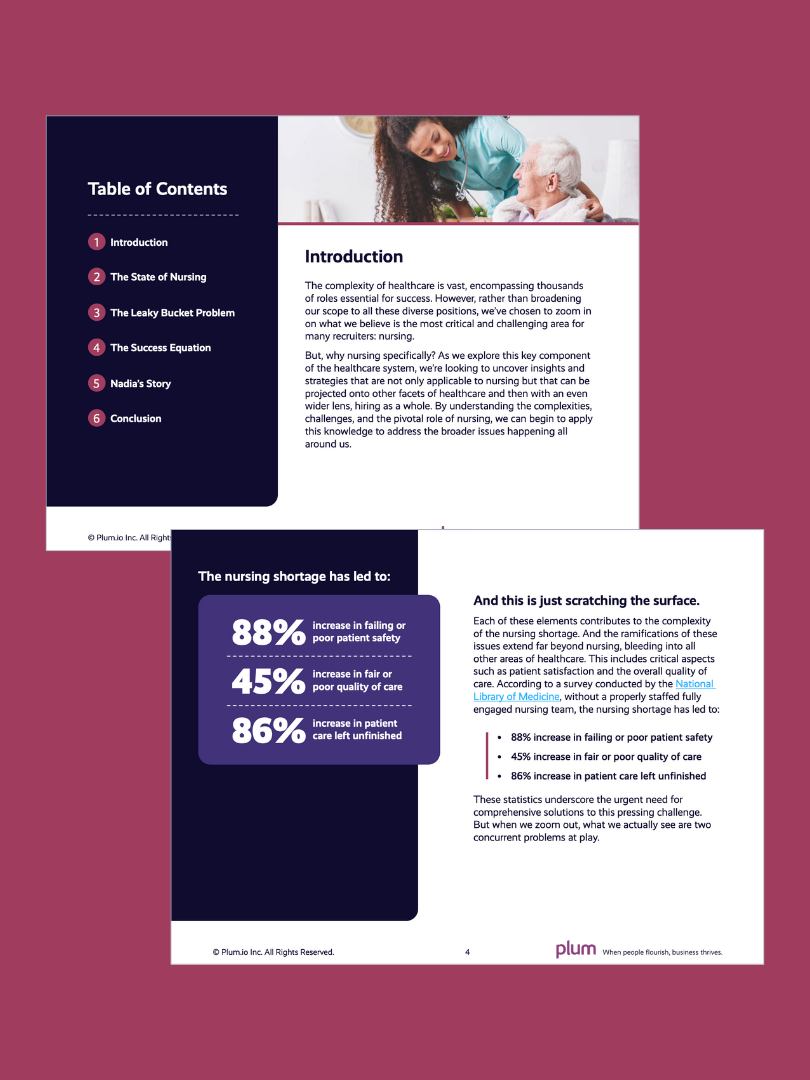 Table of Contents
1 Introduction
2 The State of Nursing
3 The Leaky Bucket Problem
4 The Success Equation
5 Nadia's Story
6 Conclusion
Introduction
The complexity of healthcare is vast, encompassing thousands
of roles essential for success. However, rather than broadening
our scope to all these diverse positions, we've chosen to zoom in
on what we believe is the most critical and challenging area for
many recruiters: nursing.
But, why nursing specifically? As we explore this key component
of the healthcare system, we're looking to uncover insights and
strategies that are not only applicable to nursing but that can be
projected onto other facets of healthcare and then with an even
wider lens, hiring as a whole. By understanding the complexities,
challenges, and the pivotal role of nursing, we can begin to apply
this knowledge to address the broader issues happening all
around us.
© Plum.io Inc. All Rights
The nursing shortage has led to:
88% increase in failing or
poor patient safety
45% increase in fair or
poor quality of care
86% increase in patient
care left unfinished
And this is just scratching the surface.
Each of these elements contributes to the complexity
of the nursing shortage. And the ramifications of these
issues extend far beyond nursing, bleeding into all
other areas of healthcare. This includes critical aspects
such as patient satisfaction and the overall quality of
care. According to a survey conducted by the National
Library of Medicine, without a properly staffed fully
engaged nursing team, the nursing shortage has led to:
• 88% increase in failing or poor patient safety
• 45% increase in fair or poor quality of care
• 86% increase in patient care left unfinished
These statistics underscore the urgent need for
comprehensive solutions to this pressing challenge.
But when we zoom out, what we actually see are two
concurrent problems at play.
© Plum.io Inc. All Rights Reserved.
4
plum When people flourish, business thrives.